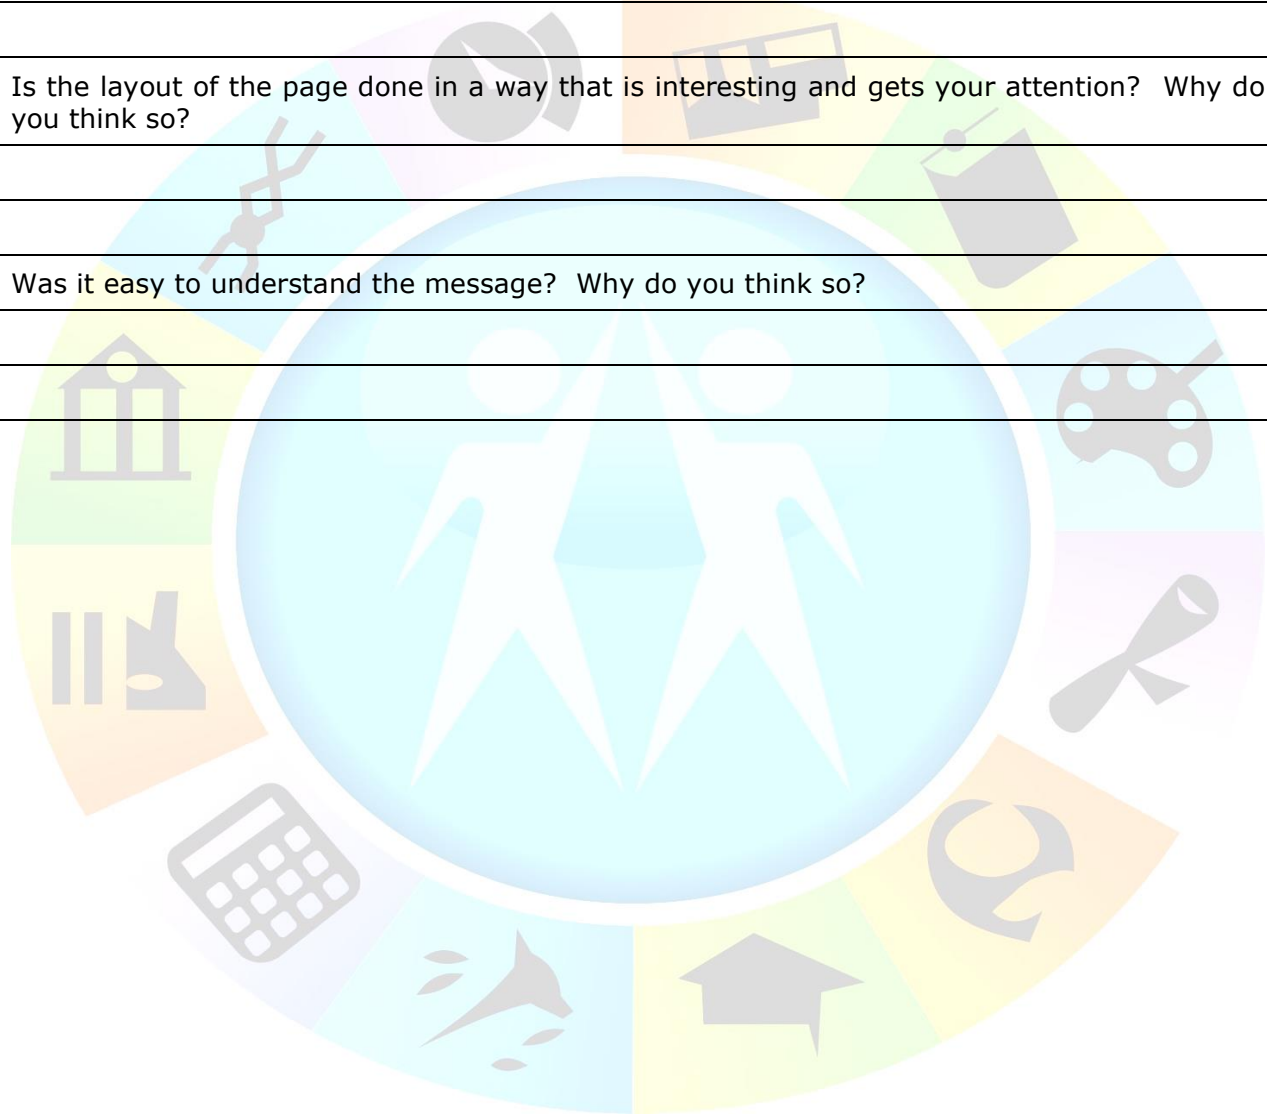 Is the layout of the page done in a way that is interesting and gets your attention?  Why do
you think so?
Was it easy to understand the message?  Why do you think so?